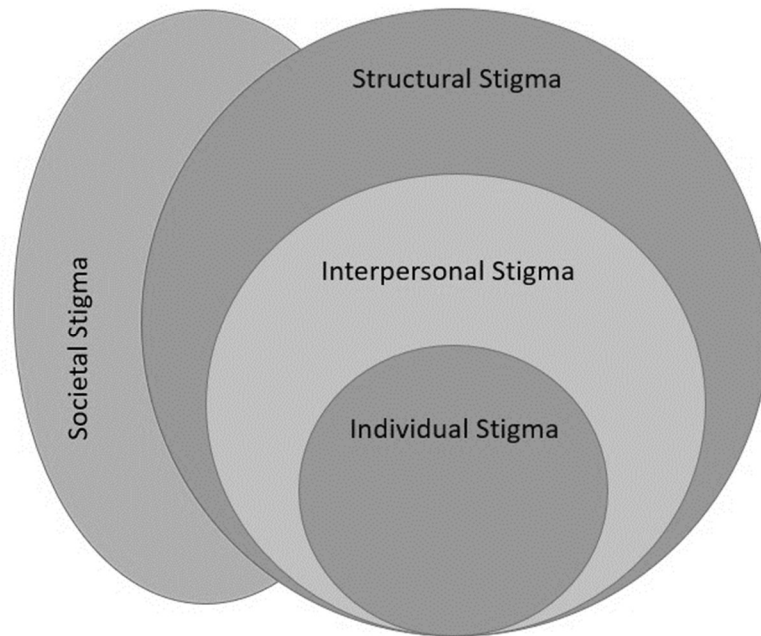 Structural Stigma
Interpersonal Stigma
Societal Stigma
Individual Stigma